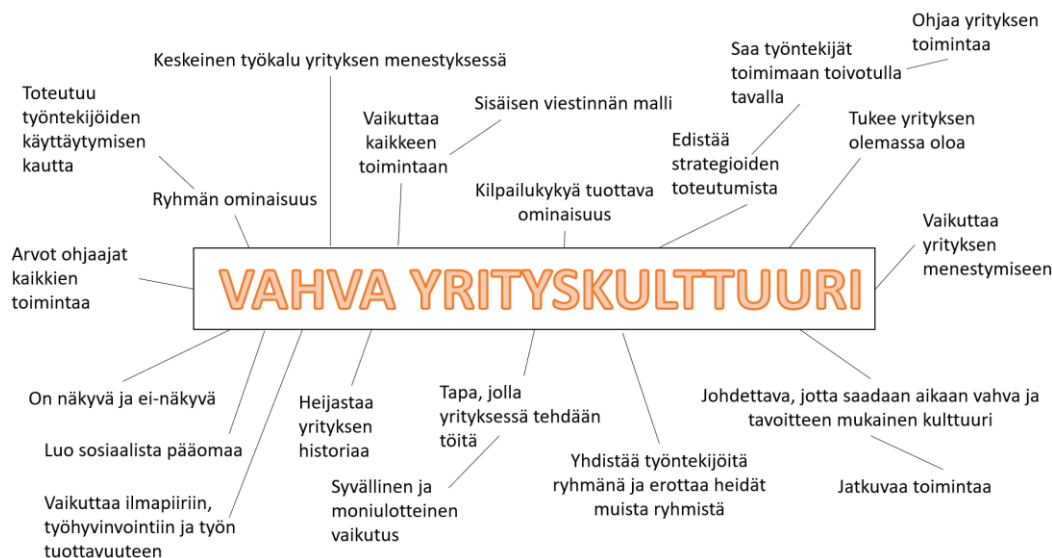 Ohjaa yrityksen
toimintaa
Saa työntekijät
toimimaan toivotulla
tavalla
Keskeinen työkalu yrityksen menestyksessä
Toteutuu
työntekijöiden
käyttäytymisen
kautta
Sisäisen viestinnän malli
Vaikuttaa
kaikkeen
toimintaan
Tukee yrityksen
olemassa oloa
Edistää
strategioiden
toteutumista
Ryhmän ominaisuus
Kilpailukykyä tuottava
ominaisuus
Vaikuttaa
yrityksen
menestymiseen
Arvot ohjaajat
kaikkien
toimintaa
VAHVA YRITYSKULTTUURI
On näkyvä ja ei-näkyvä
Heijastaa
yrityksen
historiaa
Tapa, jolla
yrityksessä tehdään
töitä
Johdettava, jotta saadaan aikaan vahva ja
tavoitteen mukainen kulttuuri
Luo sosiaalista pääomaa
Yhdistää työntekijöitä
ryhmänä ja erottaa heidät
muista ryhmistä
Syvällinen ja
moniulotteinen
vaikutus
Jatkuvaa toimintaa
Vaikuttaa ilmapiiriin,
työhyvinvointiin ja työn
tuottavuuteen